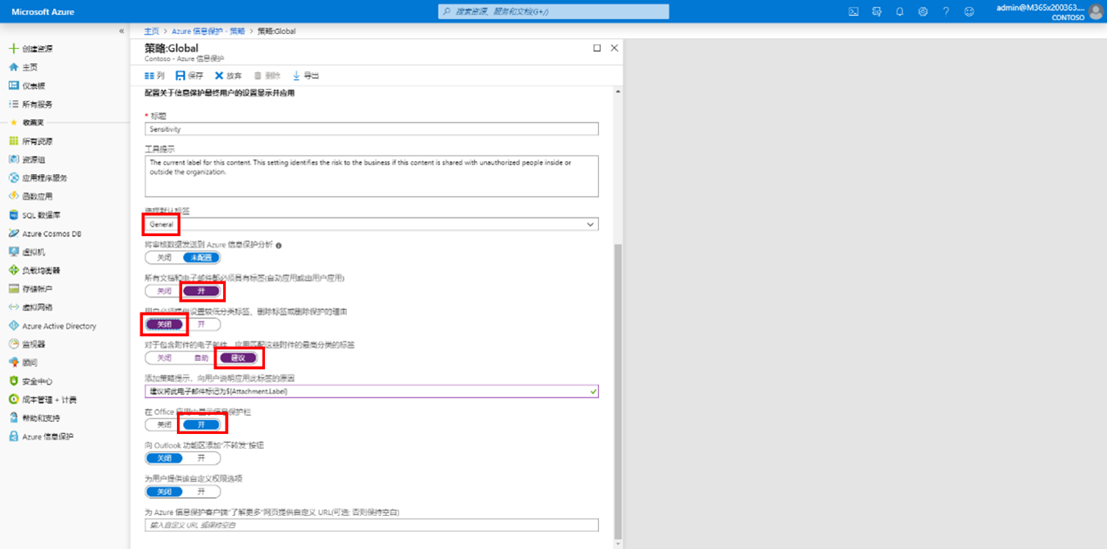 Microsoft Azure
搜索资源、服务和文档(G+/)
admin@M365x200363....
CONTOSO
主页 > Azure 信息保护 - 策略 > 策略:Global
创建资源
主页
仪表板
所有服务
收藏夹
所有资源
资源组
应用程序服务
函数应用
SQL 数据库
Azure Cosmos DB
虚拟机
负载均衡器
存储帐户
虚拟网络
Azure Active Directory
监视器
顾问
安全中心
成本管理 + 计费
帮助和支持
Azure 信息保护
策略:Global
Contoso - Azure 信息保护
列 保存 放弃 删除 导出
配置关于信息保护最终用户的设置显示并应用
* 标题
Sensitivity
工具提示
The current label for this content. This setting identifies the risk to the business if this content is shared with unauthorized people inside or
outside the organization.
选择默认标签
General
将审核数据发送到 Azure 信息保护分析
关闭 未配置
所有文档和电子邮件都必须具有标签(自动应用或由用户应用)
关闭 开
用户必须提供设置较低分类标签、删除标签或删除保护的理由
关闭 开
对于包含附件的电子邮件，应用匹配这些附件的最高分类的标签
关闭 自动 建议
添加策略提示，向用户说明应用此标签的原因
建议将此电子邮件标记为${Attachment.Label}
在 Office 应用中显示信息保护栏
关闭 开
向 Outlook 功能区添加"不转发"按钮
关闭 开
为用户提供该自定义权限选项
关闭 开
为 Azure 信息保护客户端"了解更多"网页提供自定义 URL(可选; 否则保持空白)
输入自定义 URL 或保持空白